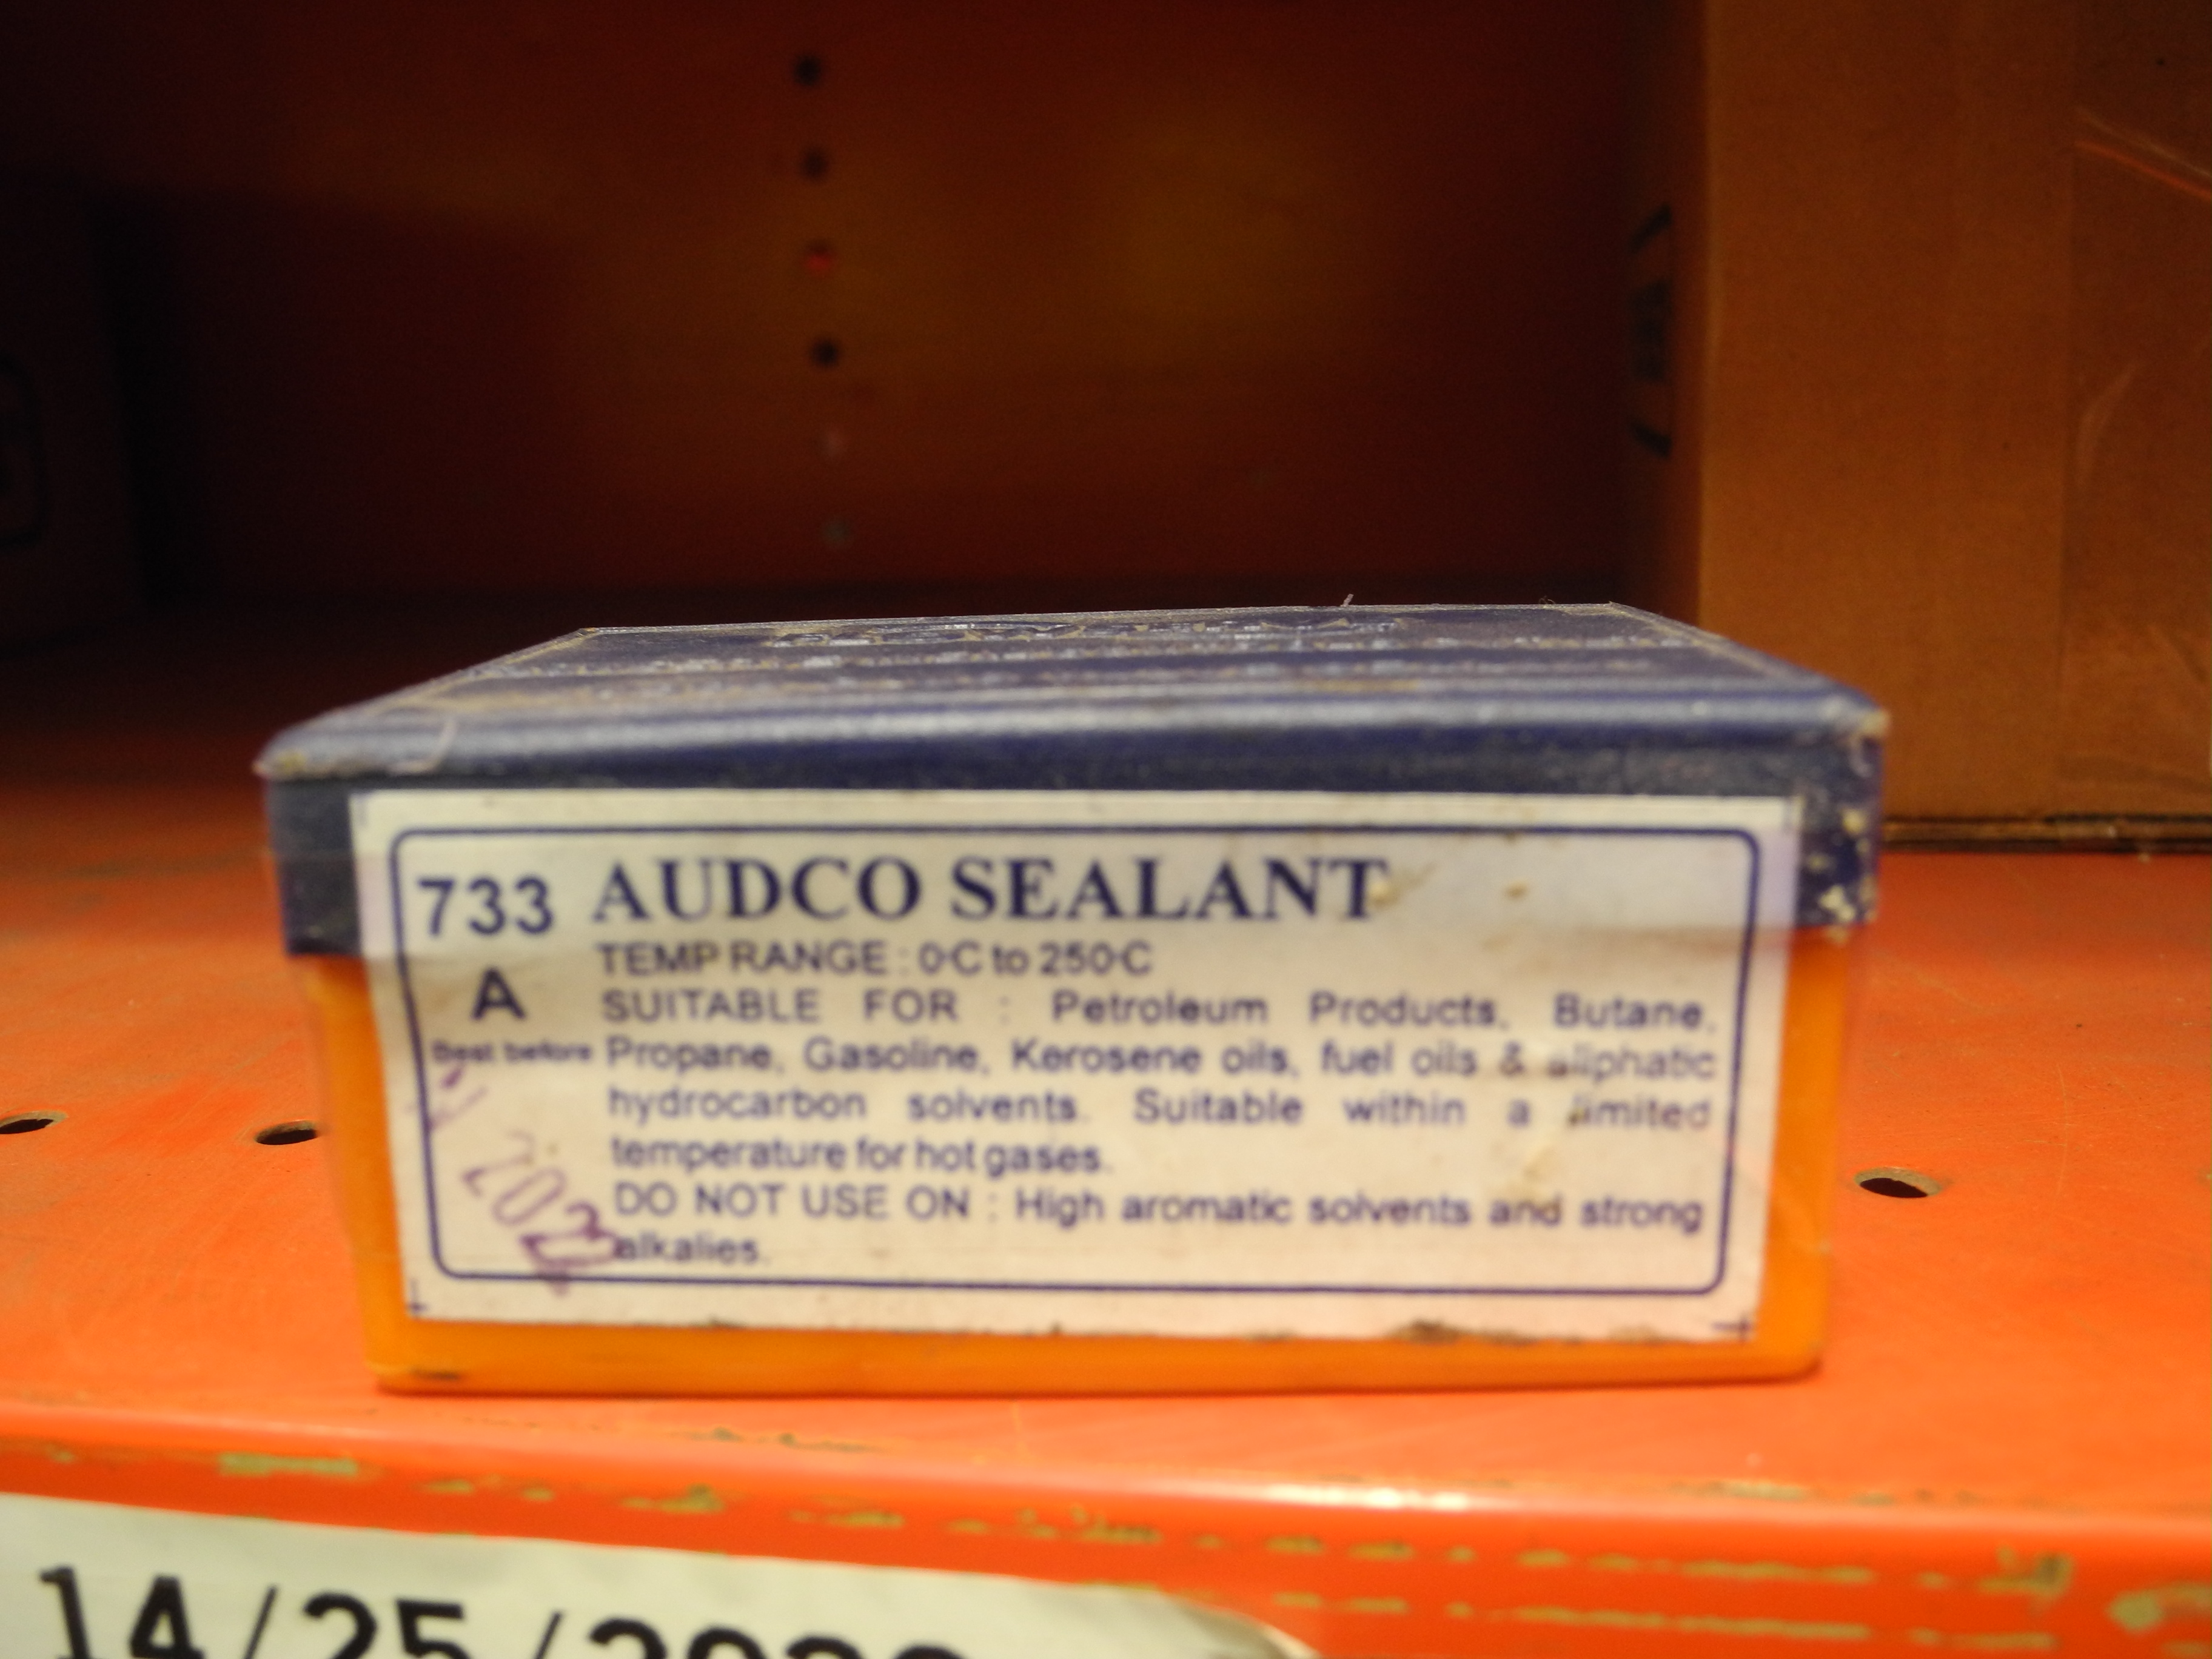 733 AUDCO SEALANT
TEMP RANGE : 0°C to 250°C
A
SUITABLE FOR : Petroleum Products, Butane,
Best before
Propane, Gasoline, Kerosene oils, fuel oils & aliphatic
hydrocarbon solvents. Suitable within a limited
temperature for hot gases.
DO NOT USE ON : High aromatic solvents and strong
alkalies.
14/25/